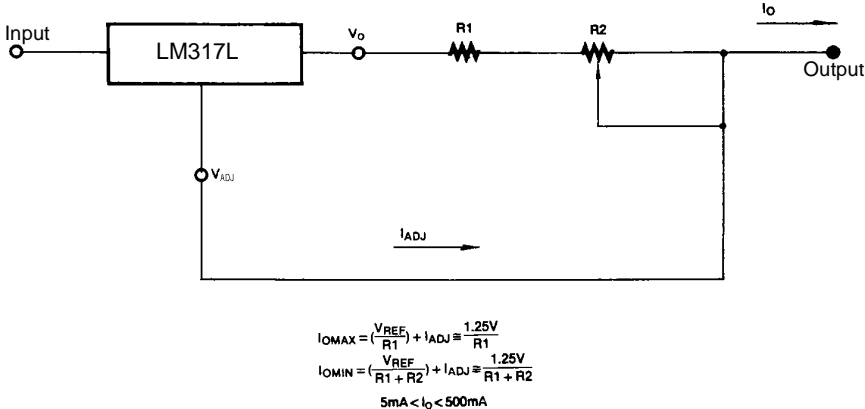 Input
LM317L
VO
R1
R2
IO
Output
VADJ
IADJ
IOMAX = (VREF/R1) + IADJ ≅ 1.25V/R1
IOMIN = (VREF/R1 + R2) + IADJ ≅ 1.25V/R1 + R2
5mA < IO < 500mA